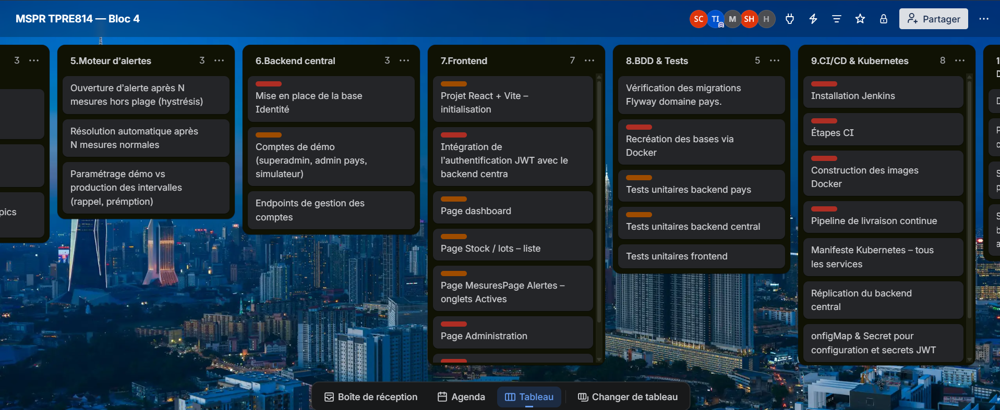 MSPR TPRE814 — Bloc 4
SC
TI
M
SH
H
Partager
3
pics
5.Moteur d’alertes
3
Ouverture d’alerte après N
mesures hors plage (hystrésis)
Résolution automatique après
N mesures normales
Paramétrage démo vs
production des intervalles
(rappel, prémption)
6.Backend central
3
Mise en place de la base
Identité
Comptes de démo
(superadmin, admin pays,
simulateur)
Endpoints de gestion des
comptes
7.Frontend
7
Projet React + Vite –
initialisation
Intégration de
l’authentification JWT avec le
backend centra
Page dashboard
Page Stock / lots – liste
Page MesuresPage Alertes –
onglets Actives
Page Administration
8.BDD & Tests
5
Vérification des migrations
Flyway domaine pays.
Recréation des bases via
Docker
Tests unitaires backend pays
Tests unitaires backend central
Tests unitaires frontend
9.CI/CD & Kubernetes
8
Installation Jenkins
Étapes CI
Construction des images
Docker
Pipeline de livraison continue
Manifeste Kubernetes – tous
les services
Réplication du backend
central
onfigMap & Secret pour
configuration et secrets JWT
Boîte de réception
Agenda
Tableau
Changer de tableau